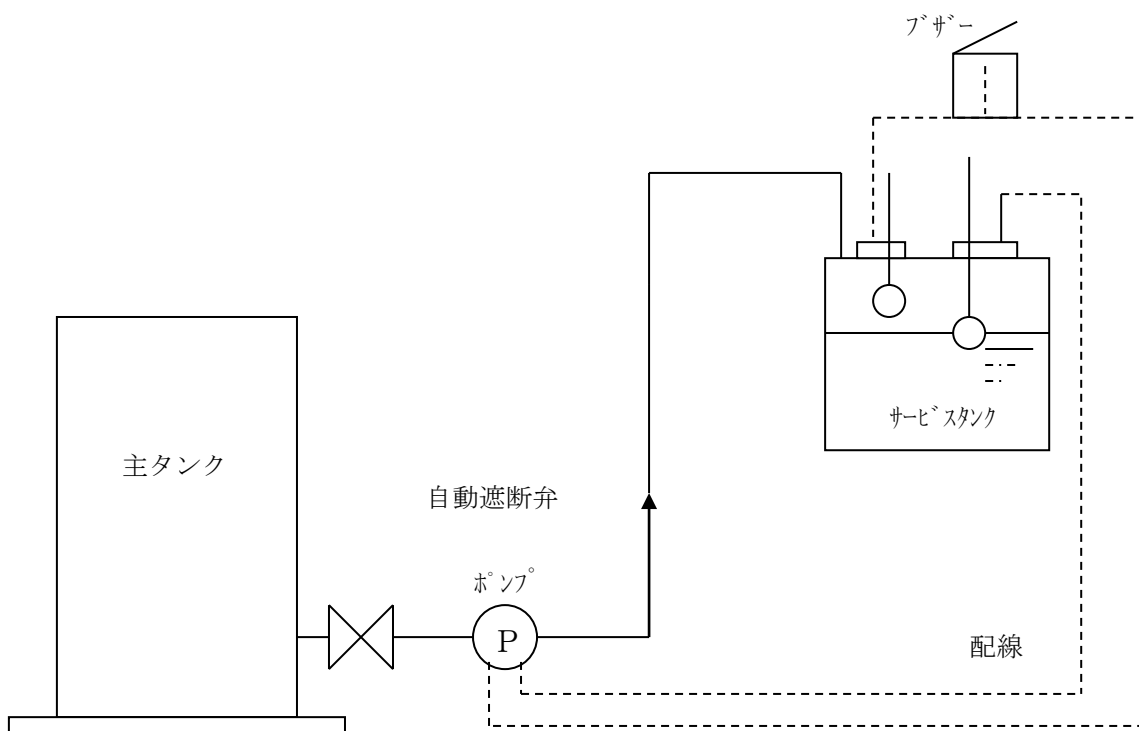 ﾌﾞｻﾞｰ
ｻｰﾋﾞｽﾀﾝｸ
主タンク
自動遮断弁
ﾎﾟﾝﾌﾟ
P
配線